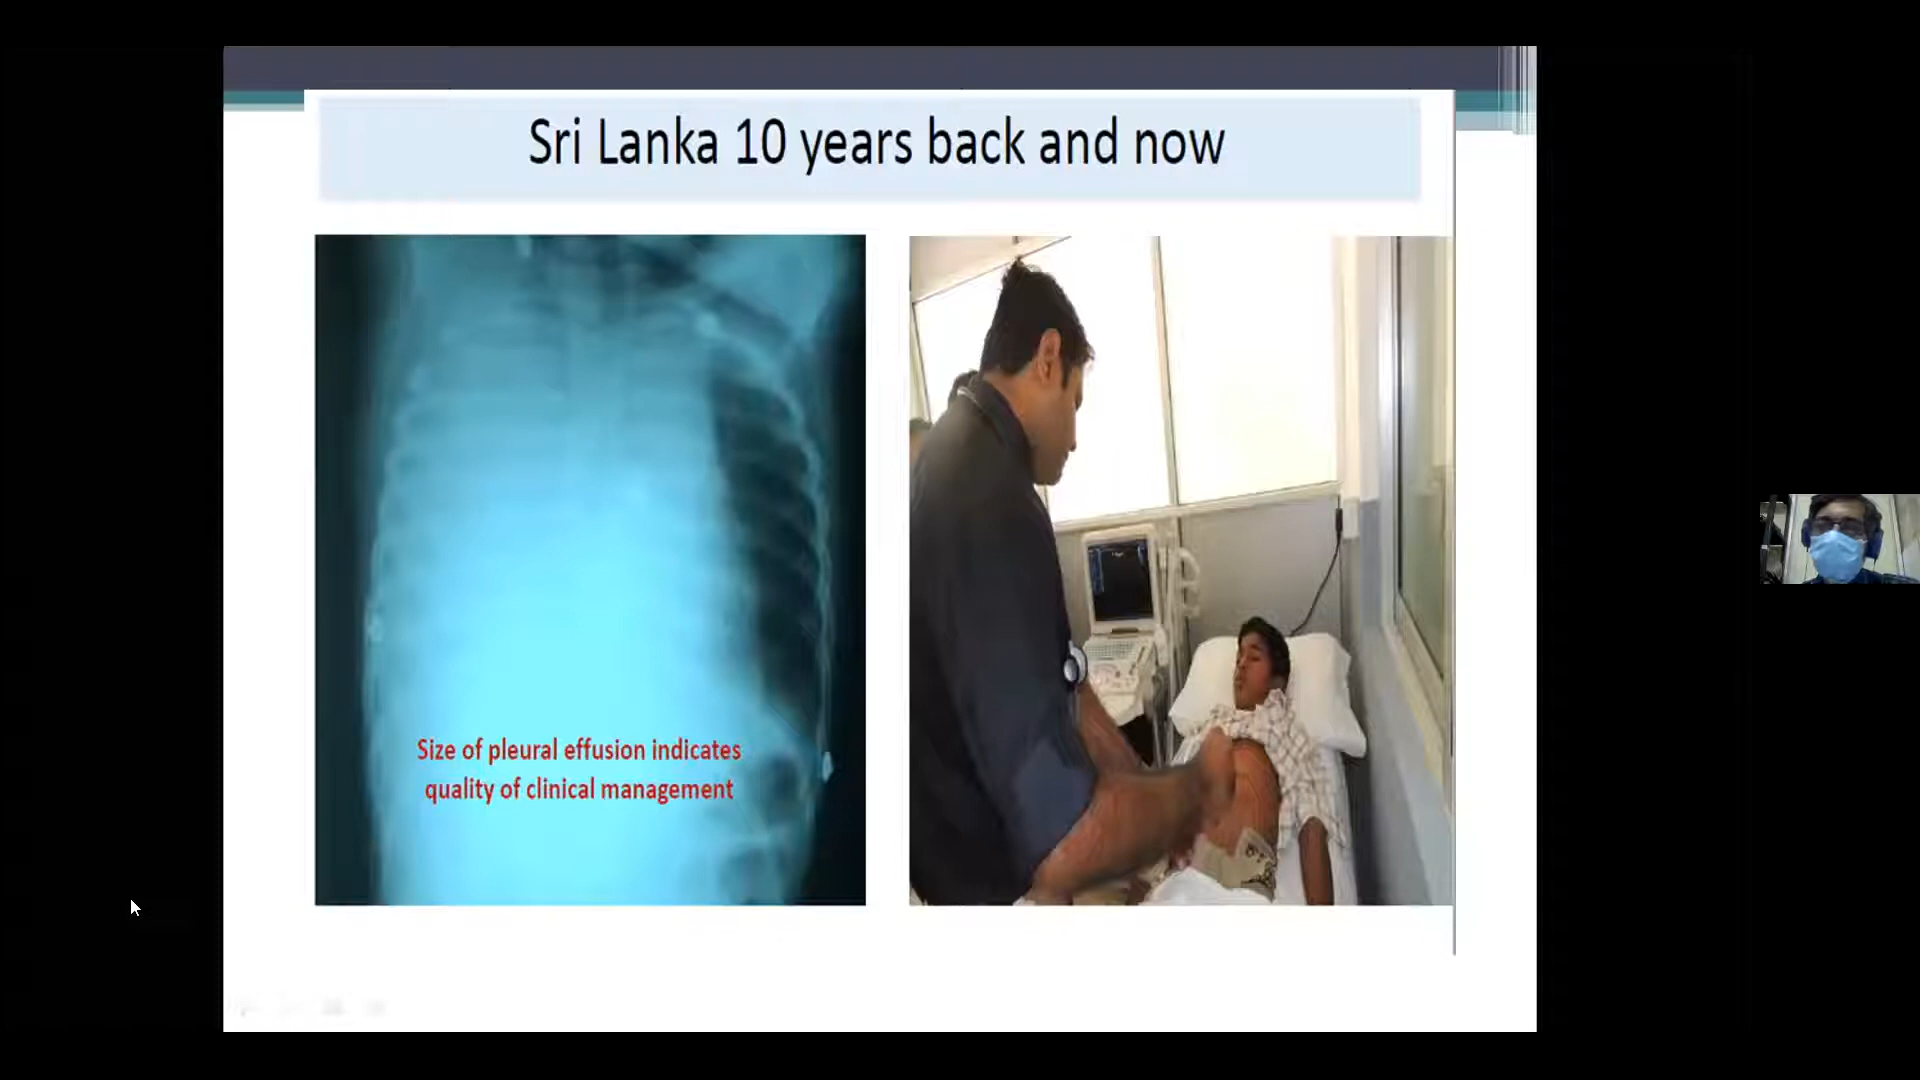 Sri Lanka 10 years back and now
Size of pleural effusion indicates
quality of clinical management